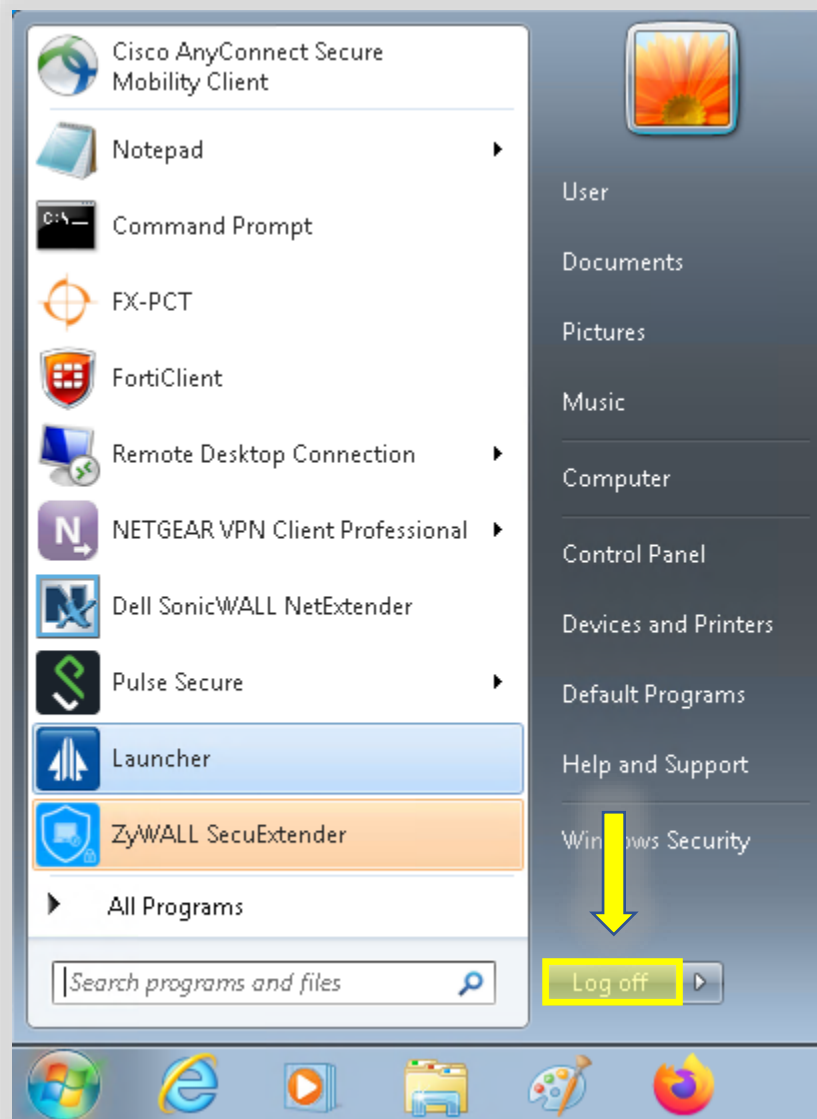 Cisco AnyConnect Secure
Mobility Client
Notepad
C:\_
Command Prompt
FX-PCT
FortiClient
Remote Desktop Connection
N
NETGEAR VPN Client Professional
Dell SonicWALL NetExtender
Pulse Secure
Launcher
ZyWALL SecuExtender
All Programs
Search programs and files
User
Documents
Pictures
Music
Computer
Control Panel
Devices and Printers
Default Programs
Help and Support
Windows Security
Log off